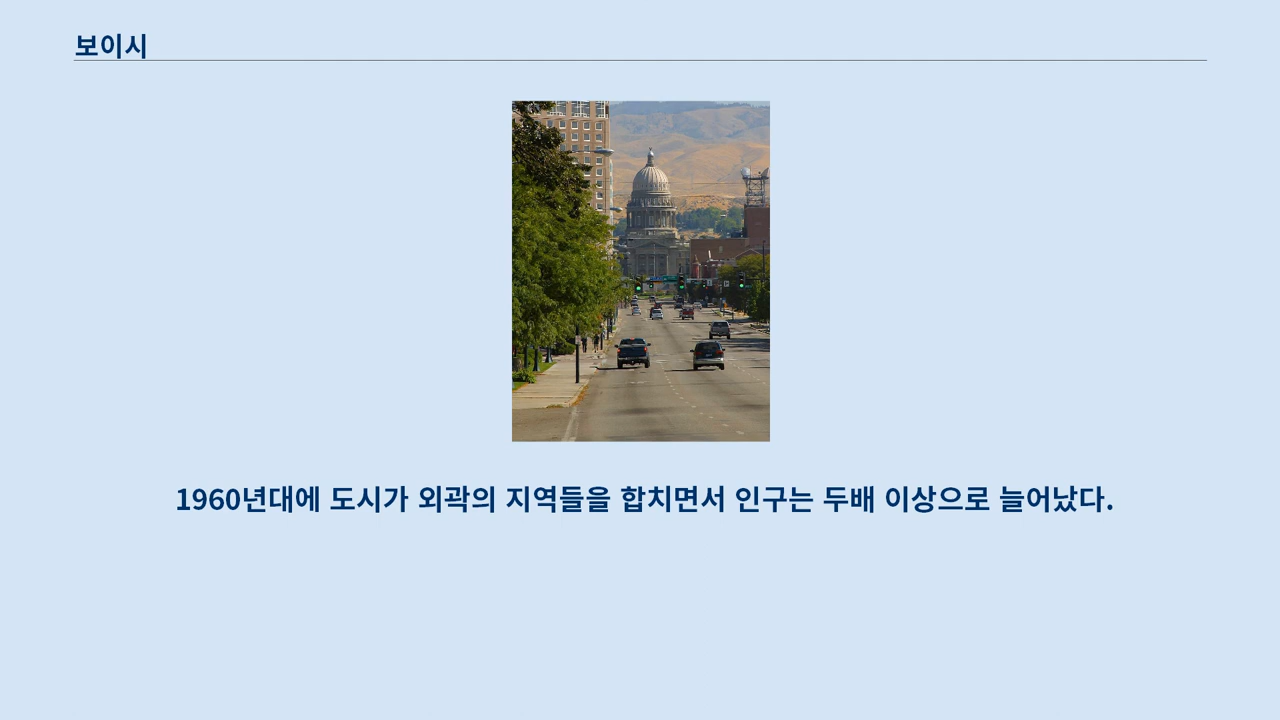 보이시
1960년대에 도시가 외곽의 지역들을 합치면서 인구는 두배 이상으로 늘어났다.